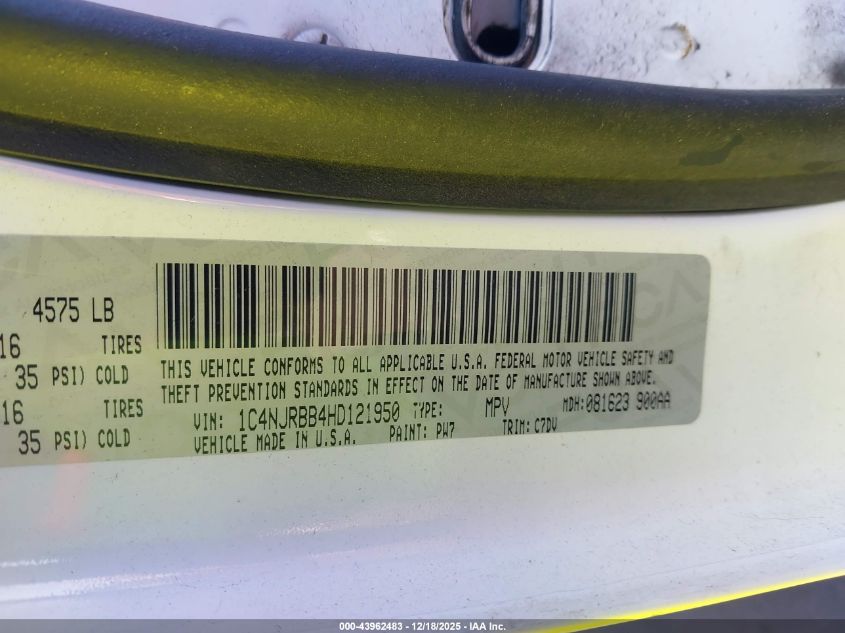 4575 LB
16 TIRES
35 PSI) COLD
16 TIRES
35 PSI) COLD
THIS VEHICLE CONFORMS TO ALL APPLICABLE U.S.A. FEDERAL MOTOR VEHICLE SAFETY AND
THEFT PREVENTION STANDARDS IN EFFECT ON THE DATE OF MANUFACTURE SHOWN ABOVE.
VIN: 1C4NJRBB4HD121950 TYPE: MPV MDH:081623 900AA
VEHICLE MADE IN U.S.A. PAINT: PW7 TRIM: C7DV
000-43962483 - 12/18/2025 - IAA Inc.